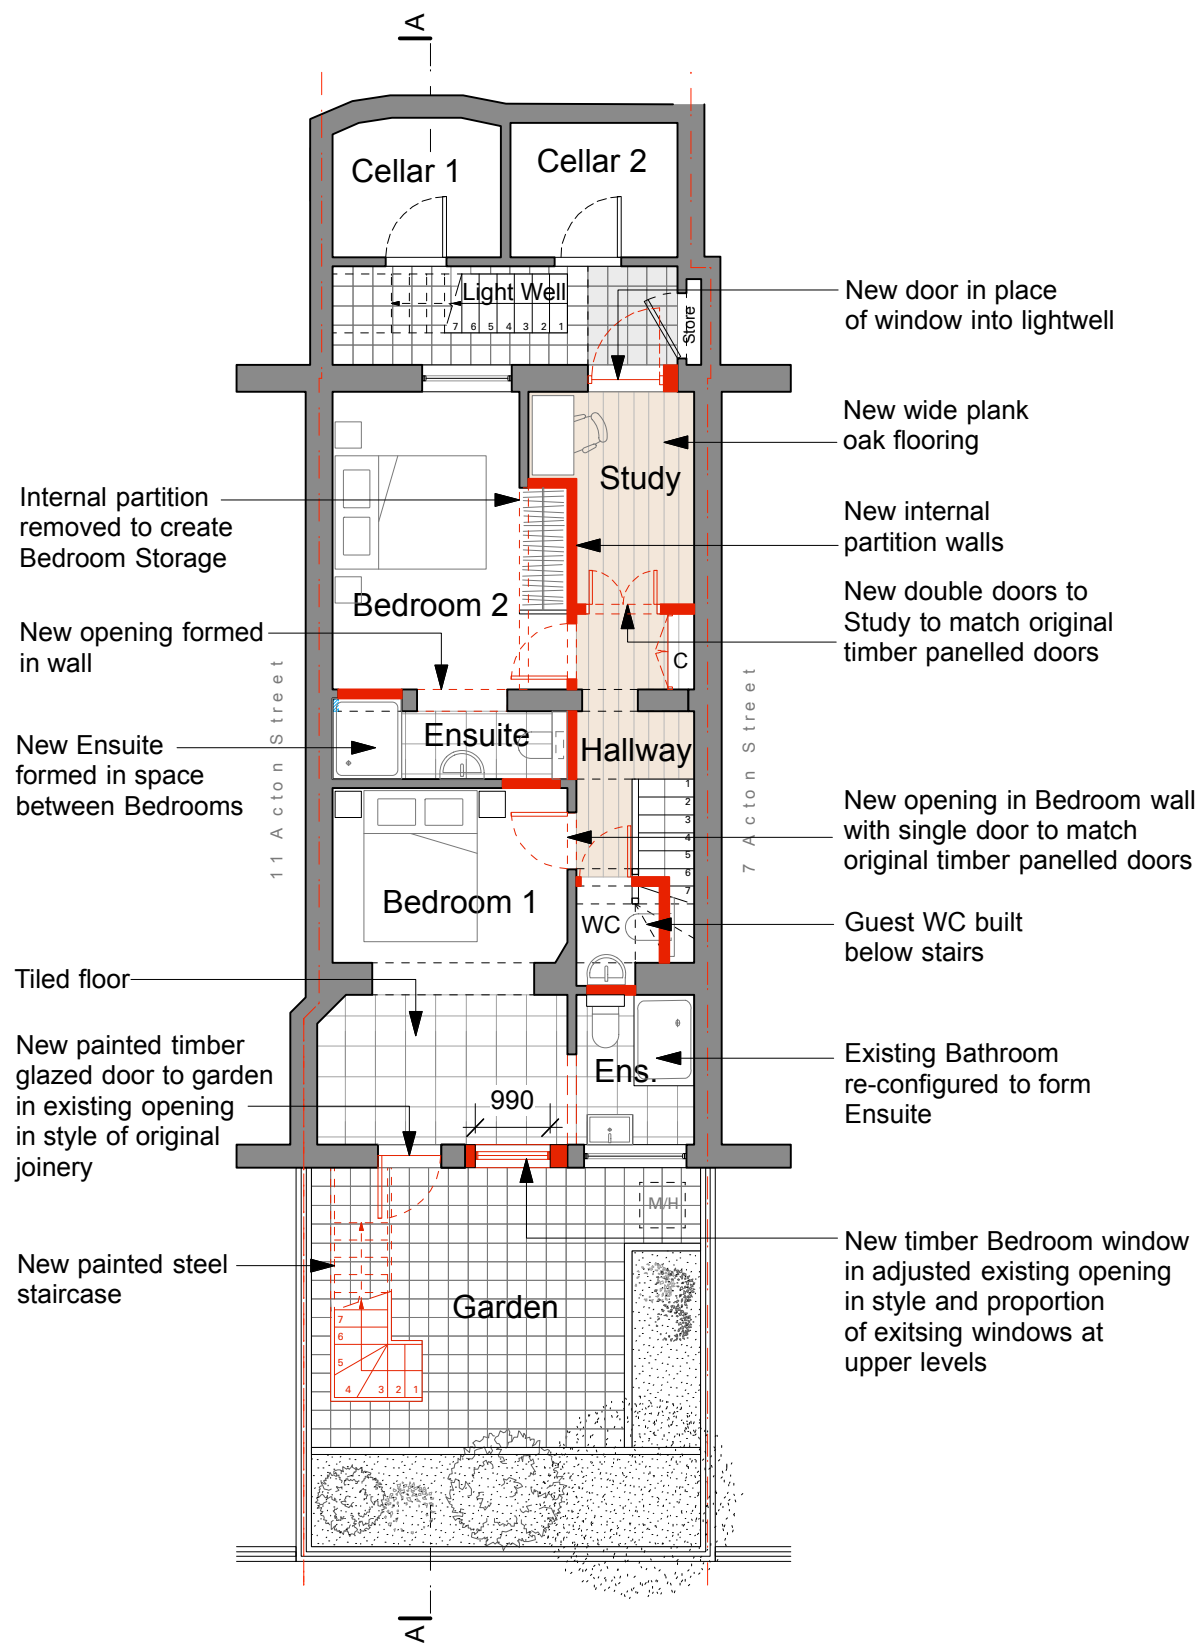 A
Cellar 1
Cellar 2
Light Well
7 6 5 4 3 2 1
Store
New door in place
of window into lightwell
New wide plank
oak flooring
Study
Internal partition
removed to create
Bedroom Storage
New internal
partition walls
Bedroom 2
New double doors to
Study to match original
timber panelled doors
New opening formed
in wall
C
11 Acton Street
7 Acton Street
Ensuite
Hallway
New Ensuite
formed in space
between Bedrooms
1
2
3
4
5
6
7
New opening in Bedroom wall
with single door to match
original timber panelled doors
Bedroom 1
WC
Guest WC built
below stairs
Tiled floor
New painted timber
glazed door to garden
in existing opening
in style of original
joinery
Ens.
Existing Bathroom
re-configured to form
Ensuite
990
M/H
New painted steel
staircase
New timber Bedroom window
in adjusted existing opening
in style and proportion
of exitsing windows at
upper levels
Garden
7
6
5
4 3 2 1
A